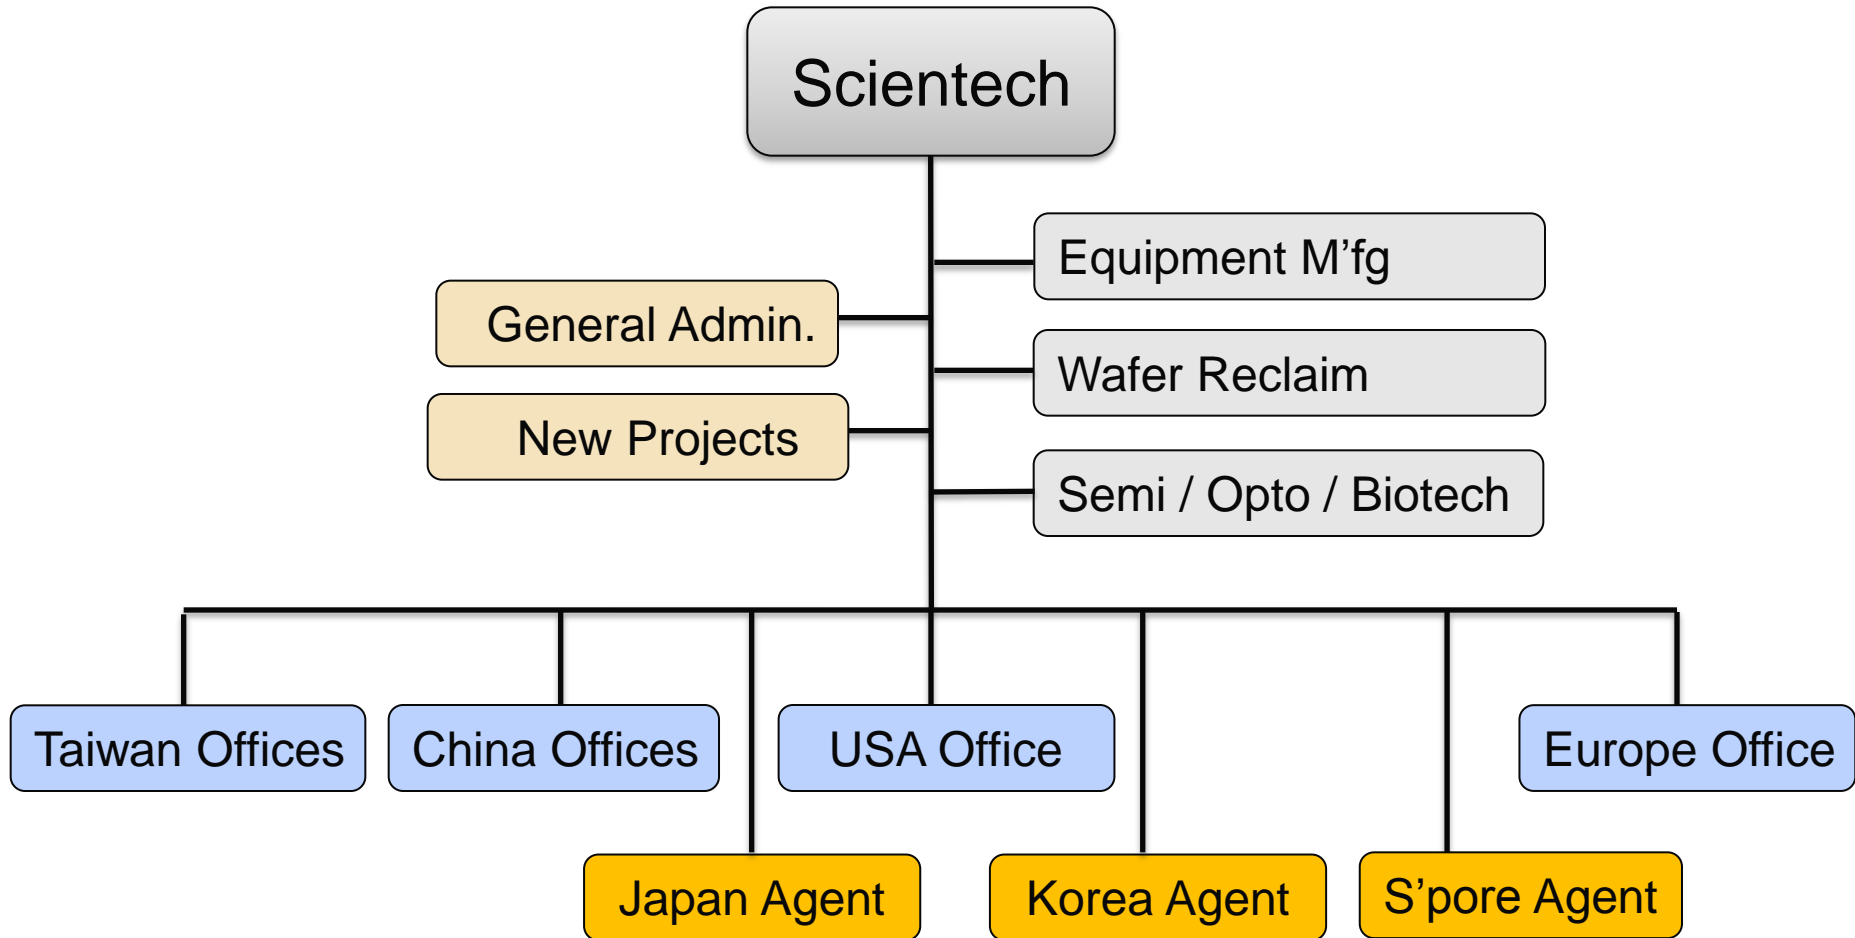 Scientech
Equipment M’fg
General Admin.
Wafer Reclaim
New Projects
Semi / Opto / Biotech
Taiwan Offices
China Offices
USA Office
Europe Office
Japan Agent
Korea Agent
S’pore Agent